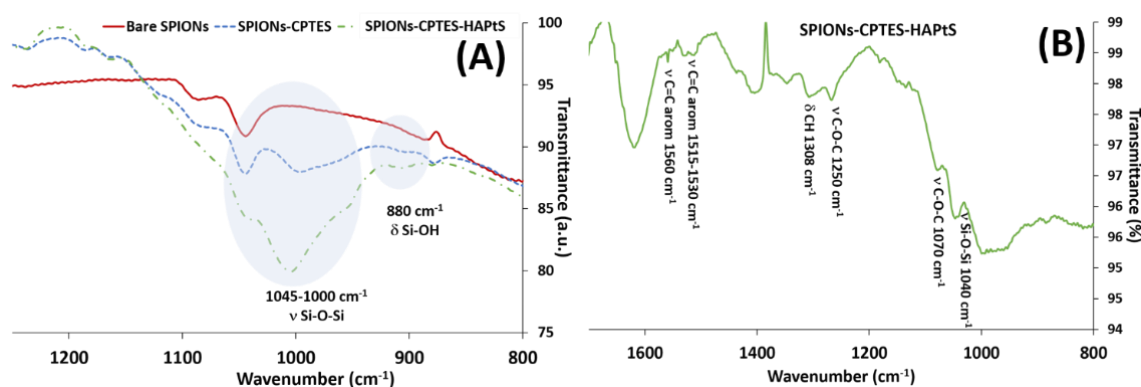 Bare SPIONs SPIONs-CPTES SPIONs-CPTES-HAPtS
(A)
100
95
90
85
80
75
Transmittance (a.u.)
880 cm-1
δ Si-OH
1045-1000 cm-1
ν Si-O-Si
1200 1100 1000 900 800
Wavenumber (cm-1)
SPIONs-CPTES-HAPtS
(B)
99
99
98
98
97
97
96
96
95
95
94
Transmittance (%)
ν C=C arom 1560 cm-1
ν C=C arom 1515-1530 cm-1
δ CH 1308 cm-1
ν C-O-C 1250 cm-1
ν C-O-C 1070 cm-1
ν Si-O-Si 1040 cm-1
1600 1400 1200 1000 800
Wavenumber (cm-1)